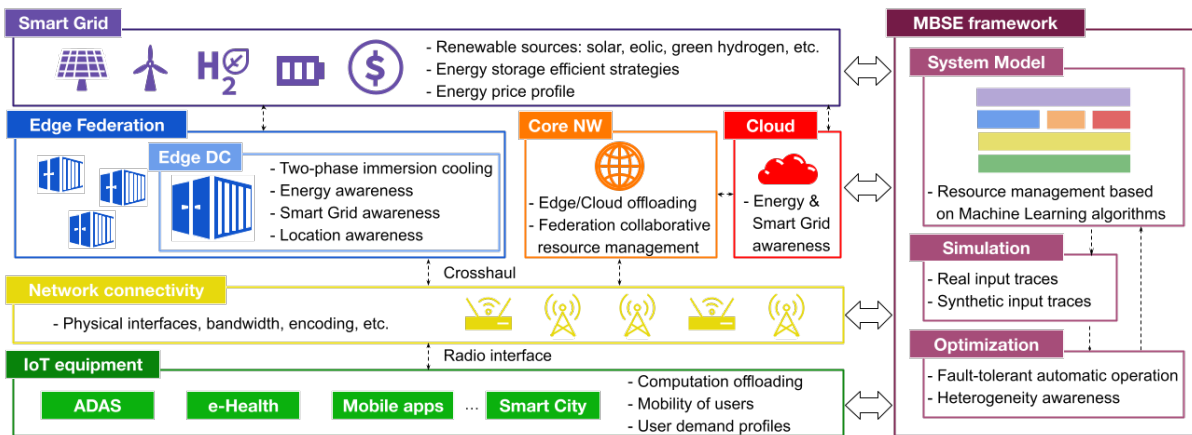 Smart Grid
H2
$
- Renewable sources: solar, eolic, green hydrogen, etc.
- Energy storage efficient strategies
- Energy price profile
Edge Federation
Edge DC
- Two-phase immersion cooling
- Energy awareness
- Smart Grid awareness
- Location awareness
Core NW
- Edge/Cloud offloading
- Federation collaborative
resource management
Cloud
- Energy &
Smart Grid
awareness
Crosshaul
Network connectivity
- Physical interfaces, bandwidth, encoding, etc.
Radio interface
IoT equipment
ADAS
e-Health
Mobile apps
...
Smart City
- Computation offloading
- Mobility of users
- User demand profiles
MBSE framework
System Model
- Resource management based
on Machine Learning algorithms
Simulation
- Real input traces
- Synthetic input traces
Optimization
- Fault-tolerant automatic operation
- Heterogeneity awareness